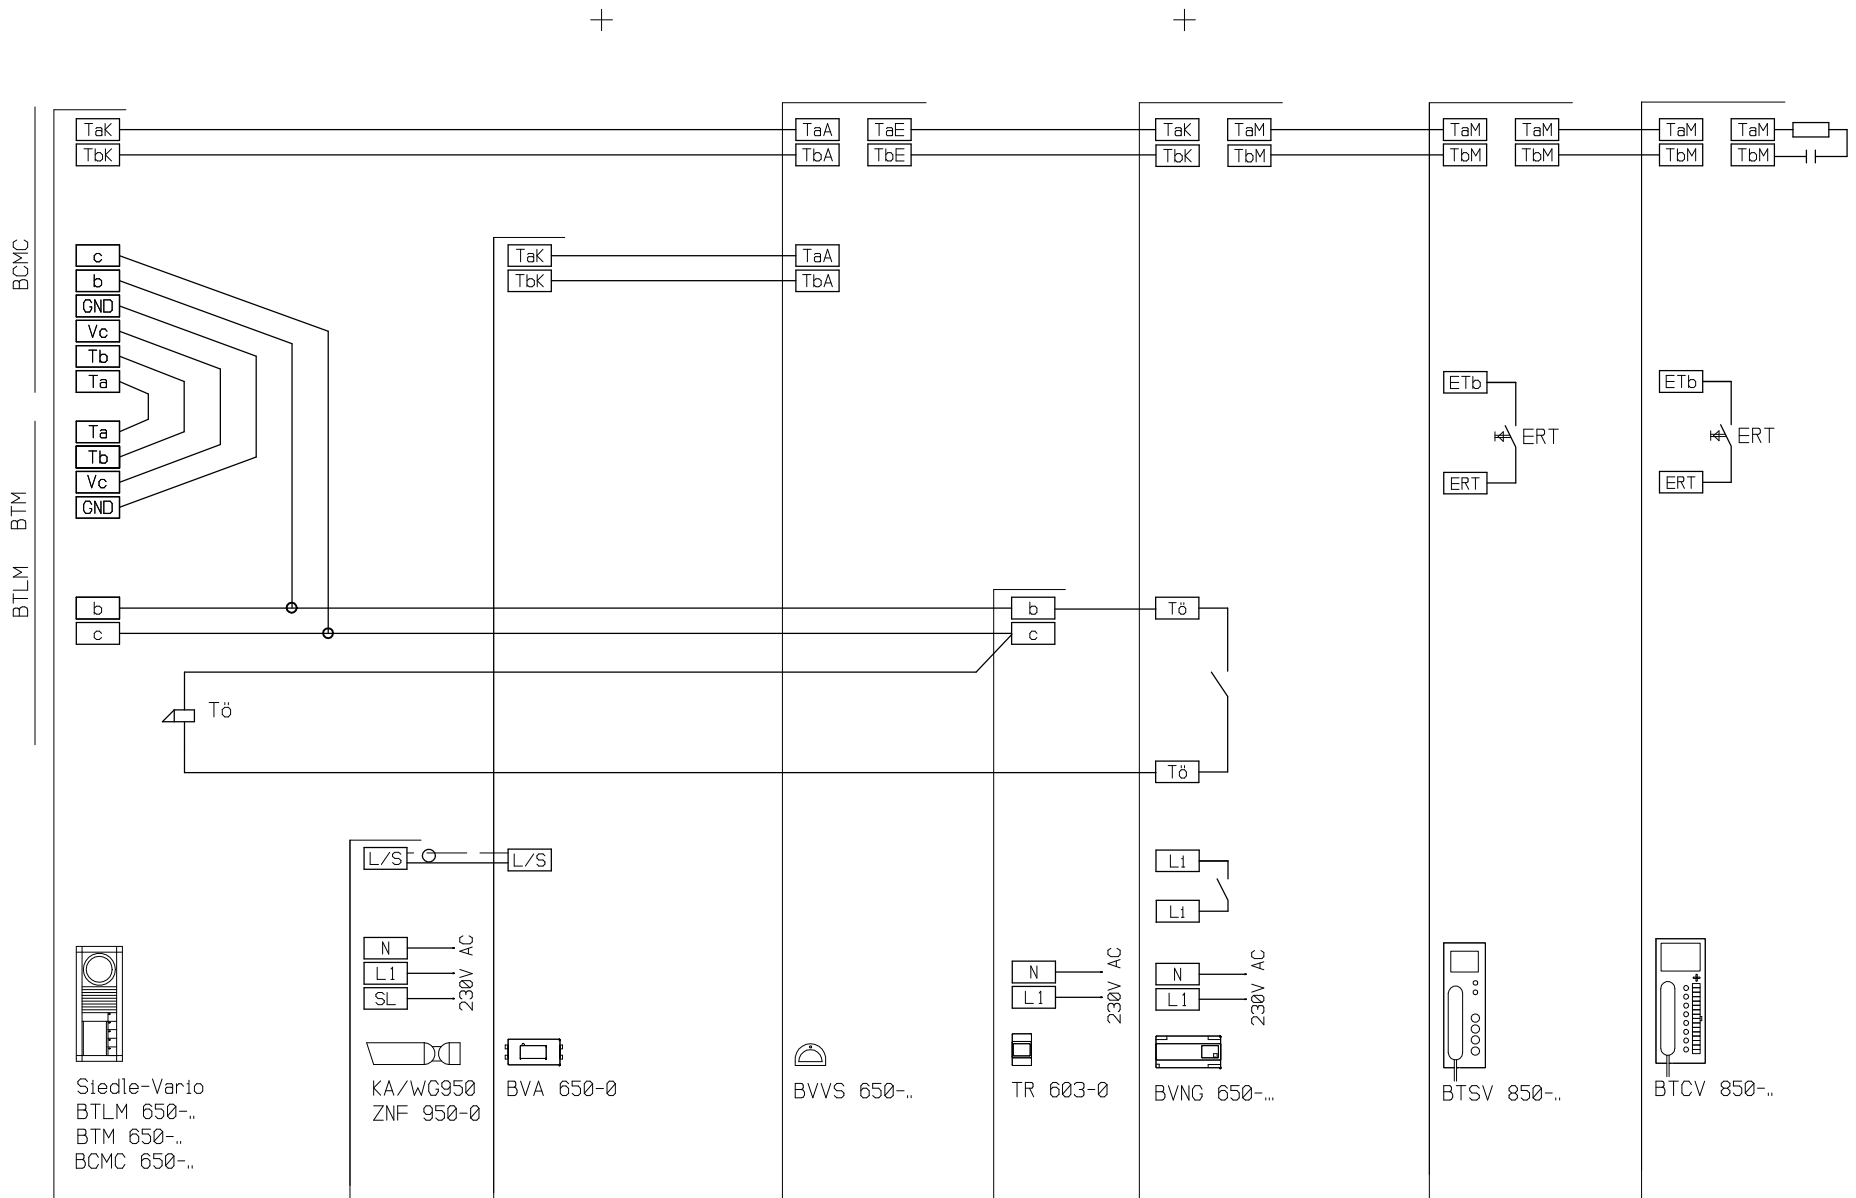 TaK TaA TaE TaK TaM TaM TaM TaM TaM
TbK TbA TbE TbK TbM TbM TbM TbM TbM
BCMC
c TaK TaA
b TbK TbA
GND
Vc
Tb
Ta ETb ETb
ERT ERT
Ta
Tb
Vc ERT ERT
GND
BTLM BTM
b b Tö
c c
Tö
Tö
L/S L/S L1
L1
N N N
L1 L1 L1
SL
230V AC 230V AC 230V AC
Siedle-Vario KA/WG950 BVA 650-0 BVVS 650-.. TR 603-0 BVNG 650-... BTSV 850-.. BTCV 850-..
BTLM 650-.. ZNF 950-0
BTM 650-..
BCMC 650-..